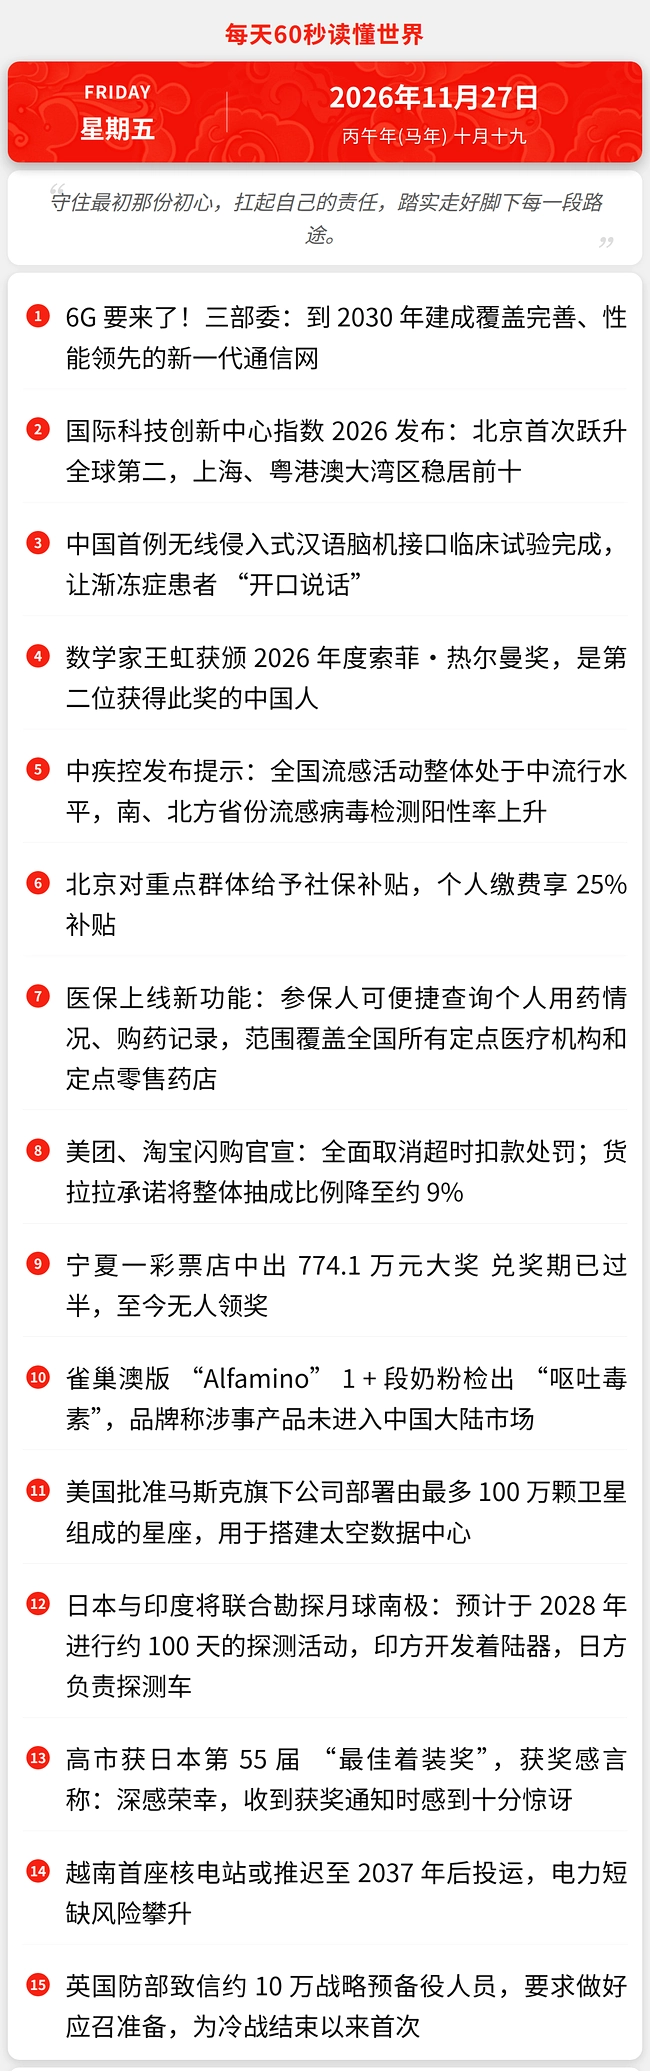 每天60秒读懂世界
FRIDAY
星期五
2026年11月27日
丙午年(马年) 十月十九
“
守住最初那份初心，扛起自己的责任，踏实走好脚下每一段路
途。
”
1 6G 要来了！三部委：到 2030 年建成覆盖完善、性
能领先的新一代通信网
2 国际科技创新中心指数 2026 发布：北京首次跃升
全球第二，上海、粤港澳大湾区稳居前十
3 中国首例无线侵入式汉语脑机接口临床试验完成，
让渐冻症患者 “开口说话”
4 数学家王虹获颁 2026 年度索菲・热尔曼奖，是第
二位获得此奖的中国人
5 中疾控发布提示：全国流感活动整体处于中流行水
平，南、北方省份流感病毒检测阳性率上升
6 北京对重点群体给予社保补贴，个人缴费享 25%
补贴
7 医保上线新功能：参保人可便捷查询个人用药情
况、购药记录，范围覆盖全国所有定点医疗机构和
定点零售药店
8 美团、淘宝闪购官宣：全面取消超时扣款处罚；货
拉拉承诺将整体抽成比例降至约 9%
9 宁夏一彩票店中出 774.1 万元大奖 兑奖期已过
半，至今无人领奖
10 雀巢澳版 “Alfamino” 1 + 段奶粉检出 “呕吐毒
素”，品牌称涉事产品未进入中国大陆市场
11 美国批准马斯克旗下公司部署由最多 100 万颗卫星
组成的星座，用于搭建太空数据中心
12 日本与印度将联合勘探月球南极：预计于 2028 年
进行约 100 天的探测活动，印方开发着陆器，日方
负责探测车
13 高市获日本第 55 届 “最佳着装奖”，获奖感言
称：深感荣幸，收到获奖通知时感到十分惊讶
14 越南首座核电站或推迟至 2037 年后投运，电力短
缺风险攀升
15 英国防部致信约 10 万战略预备役人员，要求做好
应召准备，为冷战结束以来首次